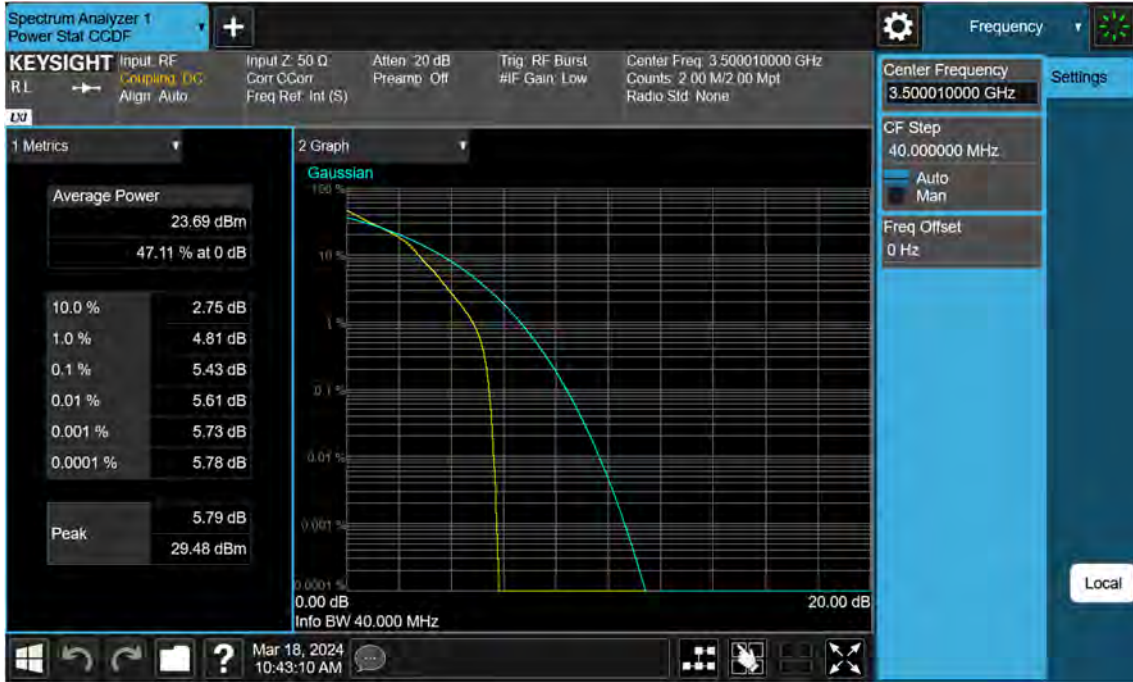 Spectrum Analyzer 1
Power Stat CCDF
Frequency
KEYSIGHT
RL
LXI
Input: RF
Coupling: DC
Align: Auto
Input Z: 50 Ω
Corr CCorr
Freq Ref: Int (S)
Atten: 20 dB
Preamp: Off
Trig: RF Burst
#IF Gain: Low
Center Freq: 3.500010000 GHz
Counts: 2.00 M/2.00 Mpt
Radio Std: None
Center Frequency
3.500010000 GHz
Settings
CF Step
40.000000 MHz
Auto
Man
Freq Offset
0 Hz
1 Metrics
Average Power
23.69 dBm
47.11 % at 0 dB
10.0 % 2.75 dB
1.0 % 4.81 dB
0.1 % 5.43 dB
0.01 % 5.61 dB
0.001 % 5.73 dB
0.0001 % 5.78 dB
Peak
5.79 dB
29.48 dBm
2 Graph
Gaussian
100 %
10 %
1 %
0.1 %
0.01 %
0.001 %
0.0001 %
0.00 dB 20.00 dB
Info BW 40.000 MHz
Local
?
Mar 18, 2024
10:43:10 AM